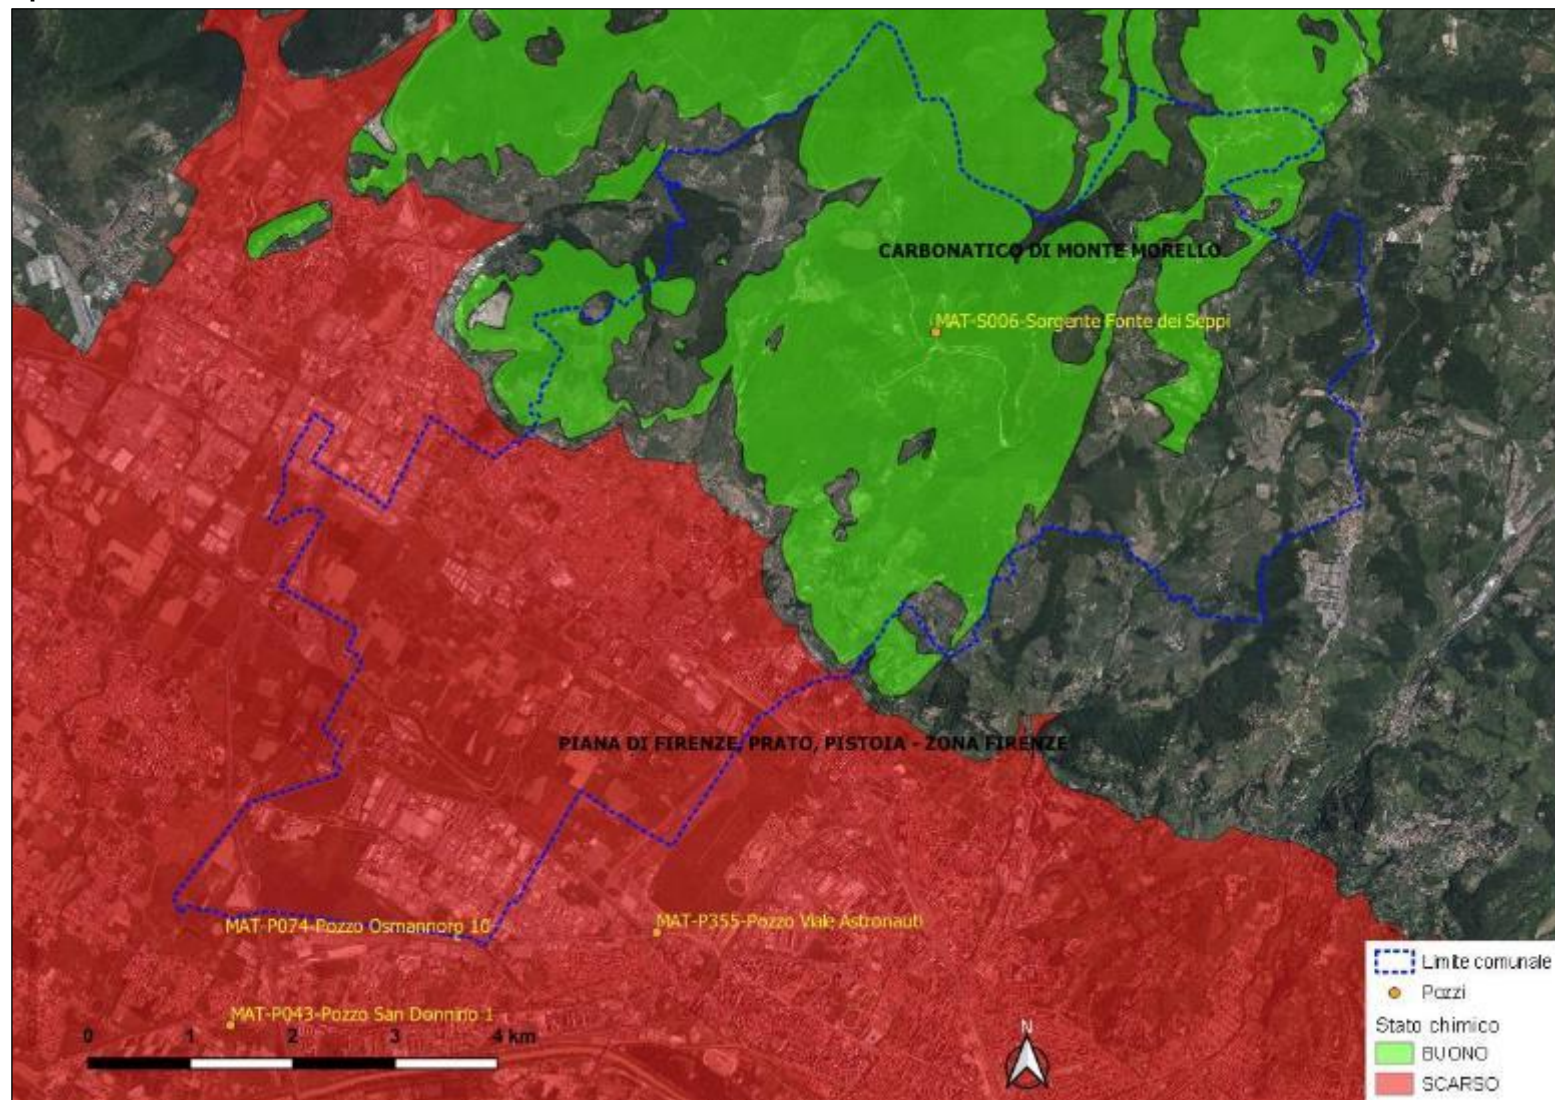 CARBONATICO DI MONTE MORELLO
MAT-S006-Sorgente Fonte dei Seppi
PIANA DI FIRENZE, PRATO, PISTOIA - ZONA FIRENZE
MAT-P074-Pozzo Osmannoro 10
MAT-P355-Pozzo Viale Astronauti
MAT-P043-Pozzo San Donnino 1
0 1 2 3 4 km
N
Limite comunale
Pozzi
Stato chimico
BUONO
SCARSO